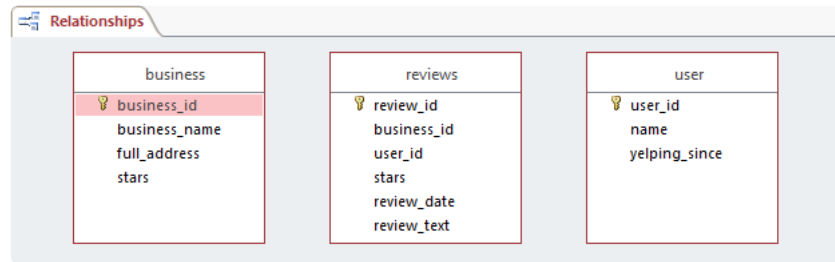 Relationships
business
business_id
business_name
full_address
stars
reviews
review_id
business_id
user_id
stars
review_date
review_text
user
user_id
name
yelping_since